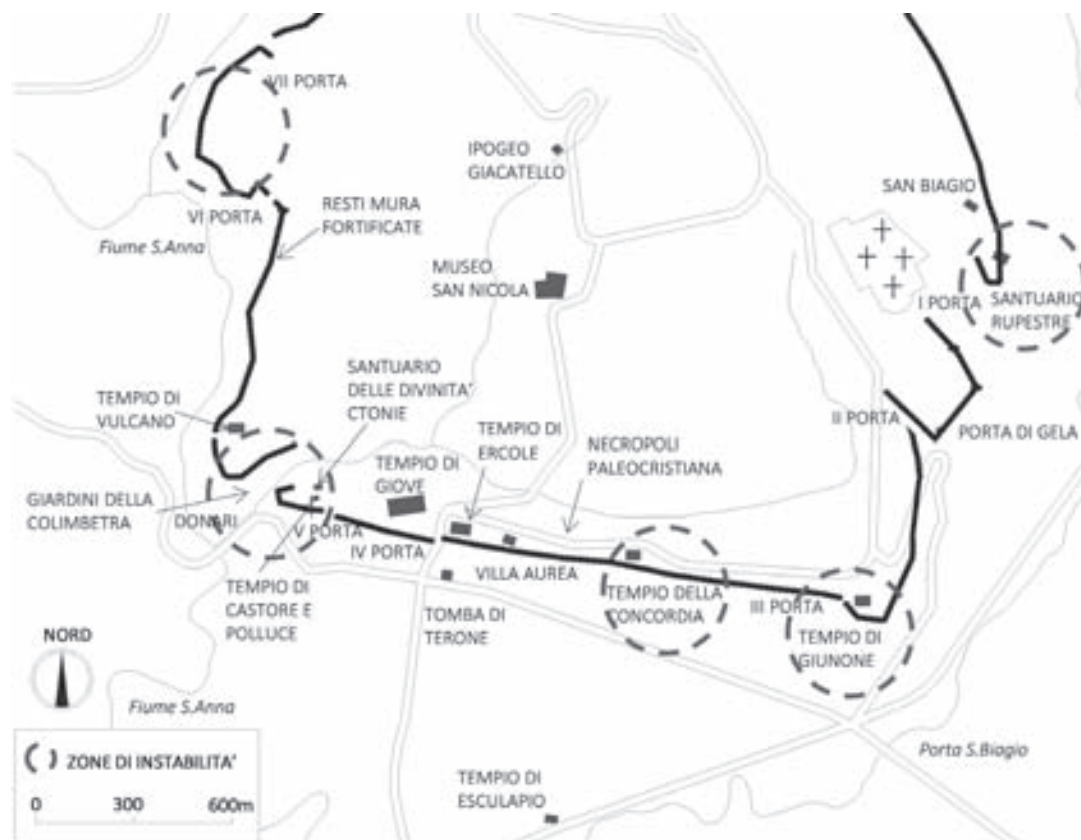 VII PORTA
IPOGEO
GIACATELLO
SAN BIAGIO
VI PORTA
RESTI MURA
FORTIFICATE
Fiume S.Anna
MUSEO
SAN NICOLA
I PORTA
SANTUARIO
RUPESTRE
SANTUARIO
DELLE DIVINITA'
CTONIE
TEMPIO DI
VULCANO
TEMPIO DI
ERCOLE
NECROPOLI
PALEOCRISTIANA
II PORTA
PORTA DI GELA
TEMPIO DI
GIOVE
GIARDINI DELLA
COLIMBETRA
DONARI
V PORTA
IV PORTA
VILLA AUREA
TEMPIO DELLA
CONCORDIA
III PORTA
TEMPIO DI
CASTORE E
POLLUCE
TOMBA DI
TERONE
TEMPIO DI
GIUNONE
NORD
Fiume S.Anna
Porta S.Biagio
ZONE DI INSTABILITA'
0 300 600m
TEMPIO DI
ESCULAPIO